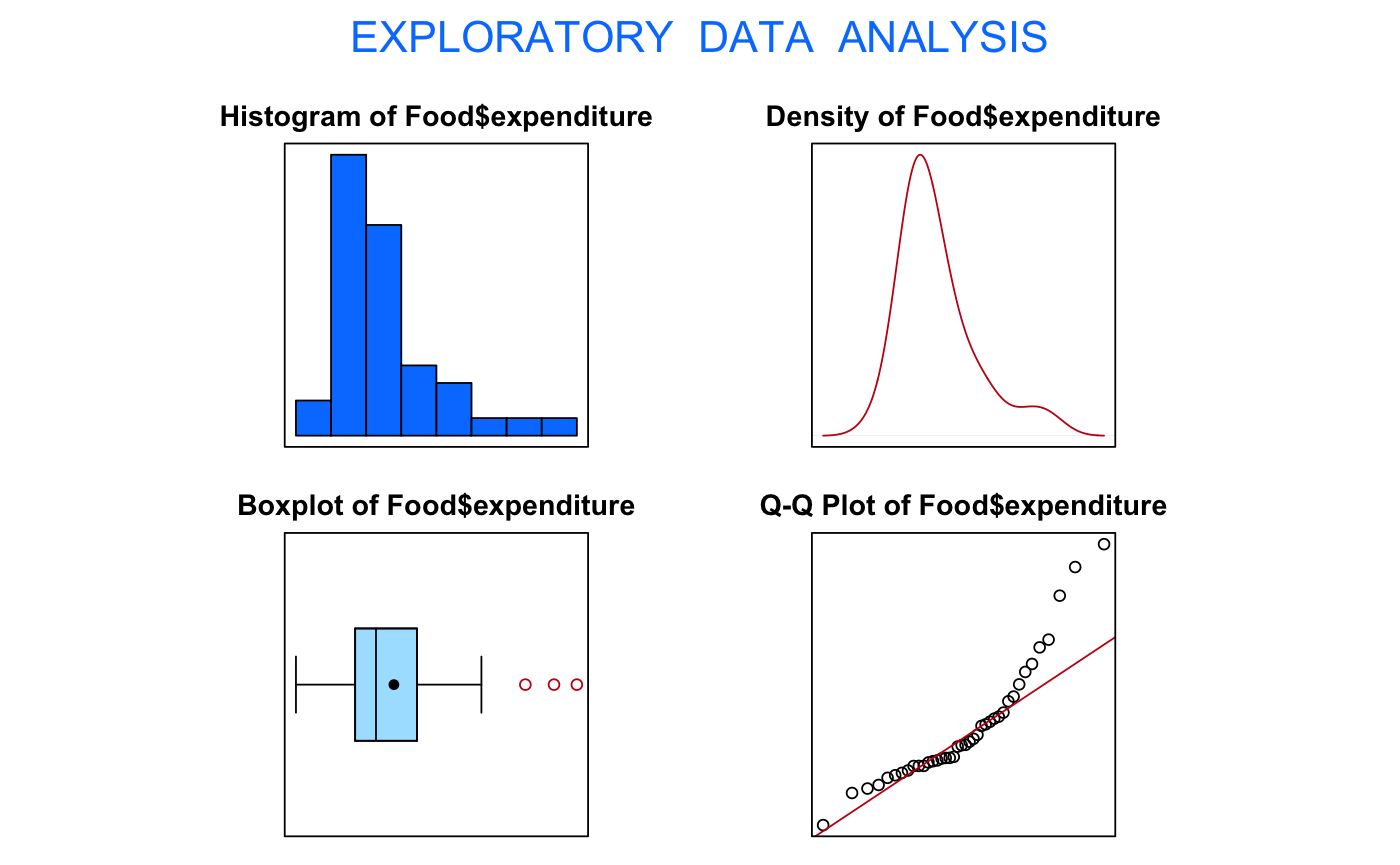 EXPLORATORY DATA ANALYSIS
Histogram of Food$expenditure
Density of Food$expenditure
Boxplot of Food$expenditure
Q-Q Plot of Food$expenditure